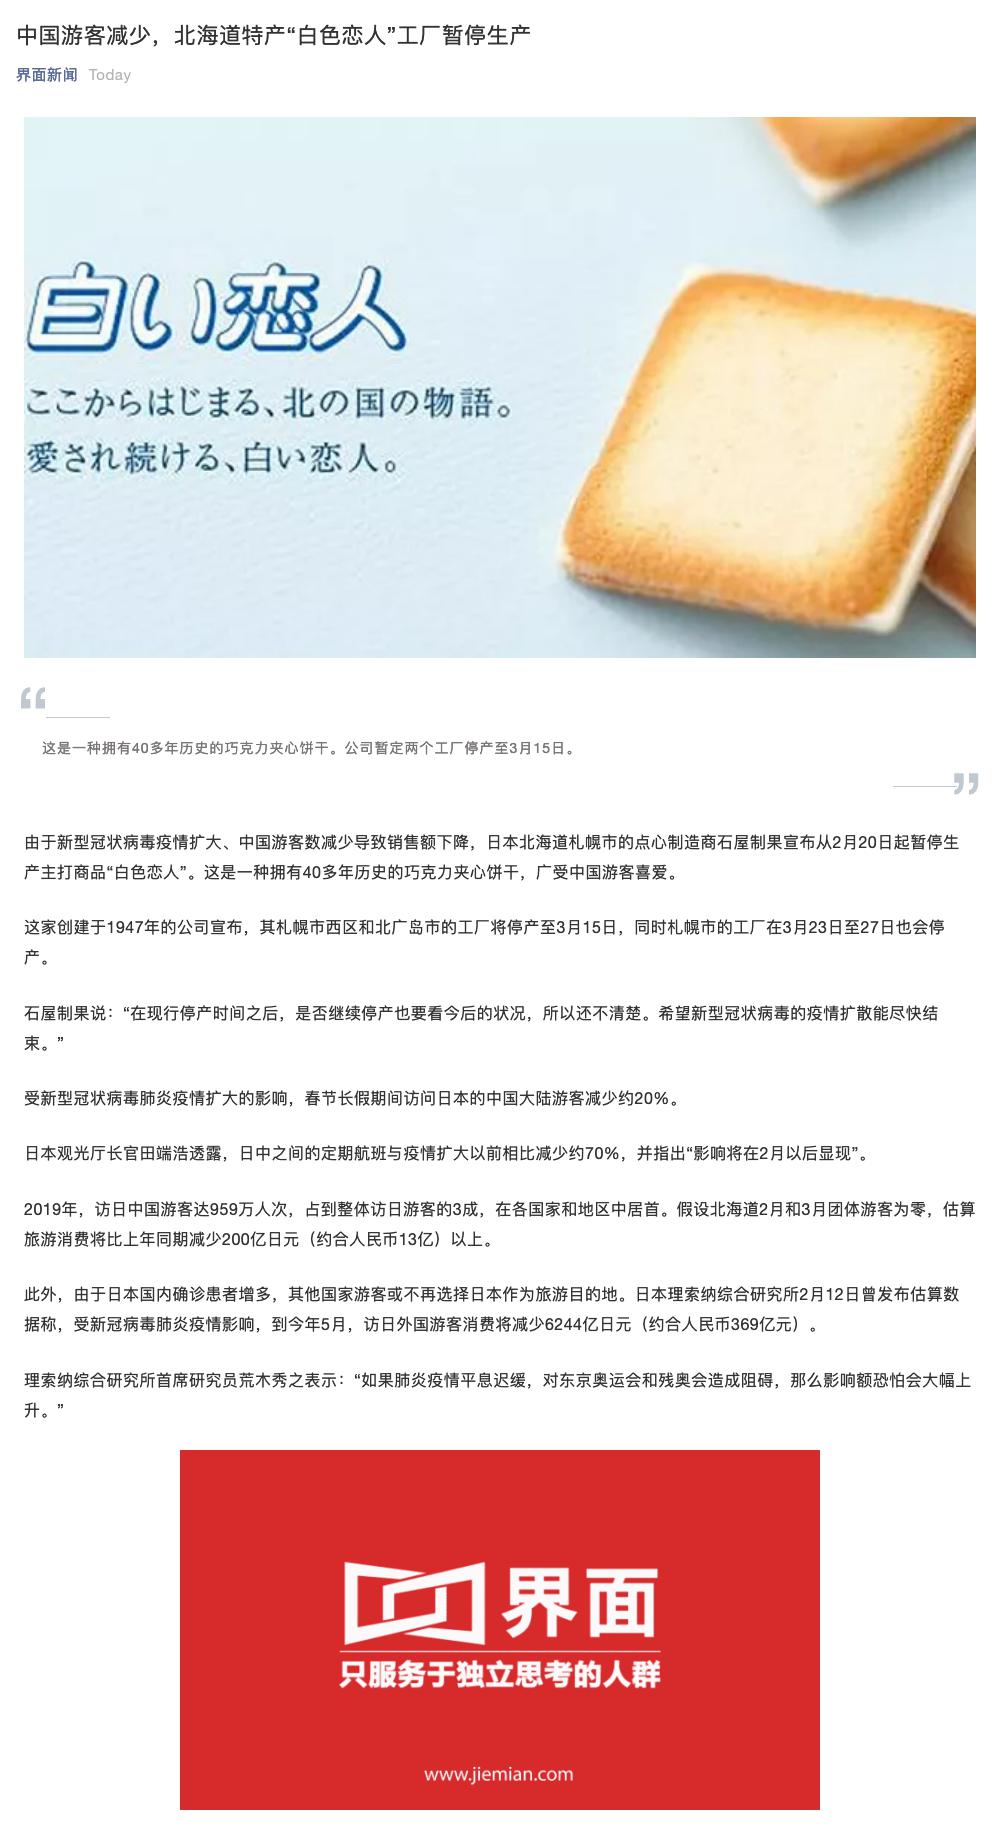 中国游客减少，北海道特产“白色恋人”工厂暂停生产
界面新闻 Today
白い恋人
ここからはじまる、北の国の物語。
愛され続ける、白い恋人。
这是一种拥有40多年历史的巧克力夹心饼干。公司暂定两个工厂停产至3月15日。
由于新型冠状病毒疫情扩大、中国游客数减少导致销售额下降，日本北海道札幌市的点心制造商石屋制果宣布从2月20日起暂停生
产主打商品“白色恋人”。这是一种拥有40多年历史的巧克力夹心饼干，广受中国游客喜爱。
这家创建于1947年的公司宣布，其札幌市西区和北广岛市的工厂将停产至3月15日，同时札幌市的工厂在3月23日至27日也会停
产。
石屋制果说：“在现行停产时间之后，是否继续停产也要看今后的状况，所以还不清楚。希望新型冠状病毒的疫情扩散能尽快结
束。”
受新型冠状病毒肺炎疫情扩大的影响，春节长假期间访问日本的中国大陆游客减少约20%。
日本观光厅长官田端浩透露，日中之间的定期航班与疫情扩大以前相比减少约70%，并指出“影响将在2月以后显现”。
2019年，访日中国游客达959万人次，占到整体访日游客的3成，在各国家和地区中居首。假设北海道2月和3月团体游客为零，估算
旅游消费将比上年同期减少200亿日元（约合人民币13亿）以上。
此外，由于日本国内确诊患者增多，其他国家游客或不再选择日本作为旅游目的地。日本理索纳综合研究所2月12日曾发布估算数
据称，受新冠病毒肺炎疫情影响，到今年5月，访日外国游客消费将减少6244亿日元（约合人民币369亿元）。
理索纳综合研究所首席研究员荒木秀之表示：“如果肺炎疫情平息迟缓，对东京奥运会和残奥会造成阻碍，那么影响额恐怕会大幅上
升。”
界面
只服务于独立思考的人群
www.jiemian.com